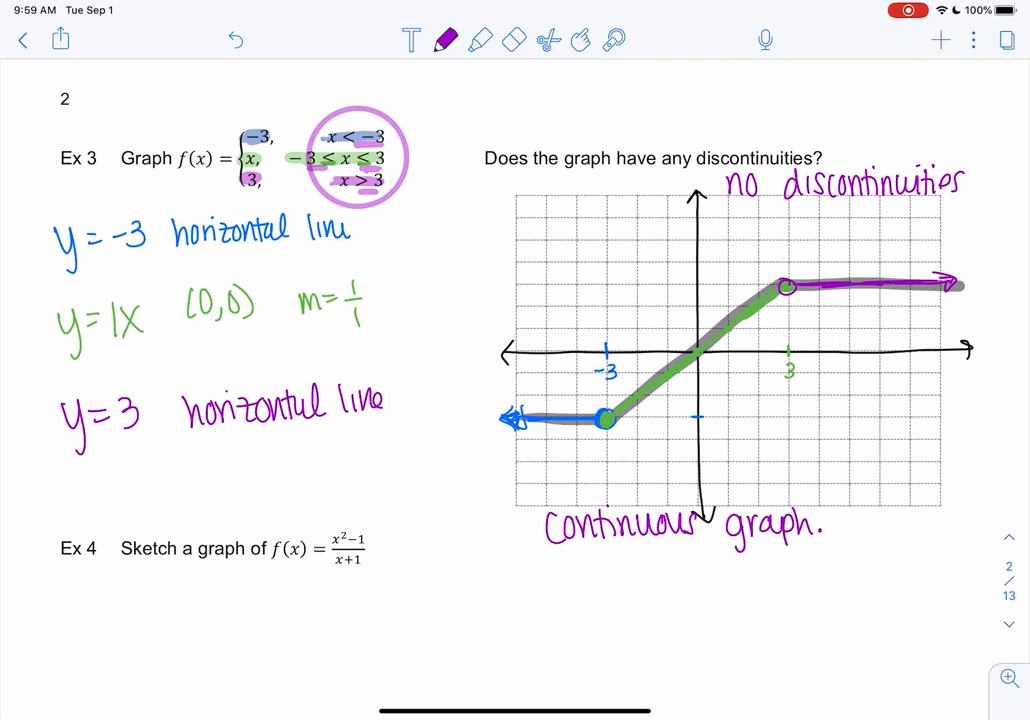 9:59 AM Tue Sep 1
100%
T
2
Ex 3 Graph f(x) = { −3, x < −3
x, − 3 ≤ x ≤ 3
3, x > 3
Does the graph have any discontinuities?
no discontinuities
y = -3 horizontal line
y = 1x (0,0) m = 1/1
y = 3 horizontal line
-3
3
continuous graph.
Ex 4 Sketch a graph of f(x) = x²−1 / x+1
2
/
13